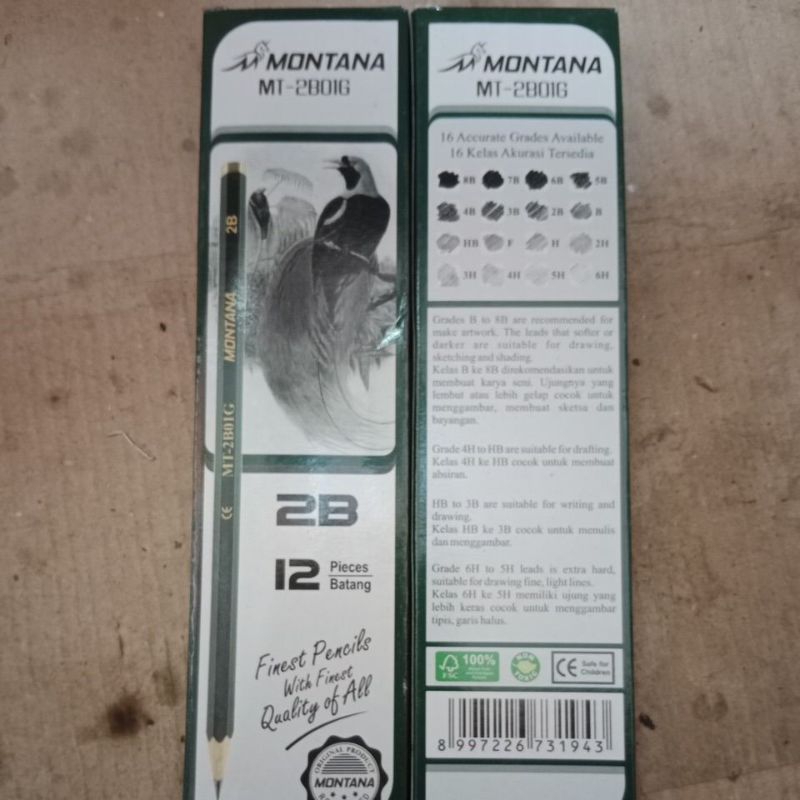 MONTANA
MT-2B01G
2B
MONTANA
MT-2B01G
CE
2B
12 Pieces
Batang
Finest Pencils
With Finest
Quality of All
ORIGINAL PRODUCT
MONTANA
MONTANA
MT-2B01G
16 Accurate Grades Available
16 Kelas Akurasi Tersedia
8B 7B 6B 5B
4B 3B 2B B
HB F H 2H
3H 4H 5H 6H
Grades B to 8B are recommended for
make artwork. The leads that softer or
darker are suitable for drawing,
sketching and shading.
Kelas B ke 8B direkomendasikan untuk
membuat karya seni. Ujungnya yang
lembut atau lebih gelap cocok untuk
menggambar, membuat sketsa dan
bayangan.
Grade 4H to HB are suitable for drafting.
Kelas 4H ke HB cocok untuk membuat
absiran.
HB to 3B are suitable for writing and
drawing.
Kelas HB ke 3B cocok untuk menulis
dan menggambar.
Grade 6H to 5H leads is extra hard,
suitable for drawing fine, light lines.
Kelas 6H ke 5H memiliki ujung yang
lebih keras cocok untuk menggambar
tipis, garis halus.
FSC 100%
NON TOXIC
CE Safe for
Children
8 997226 731943